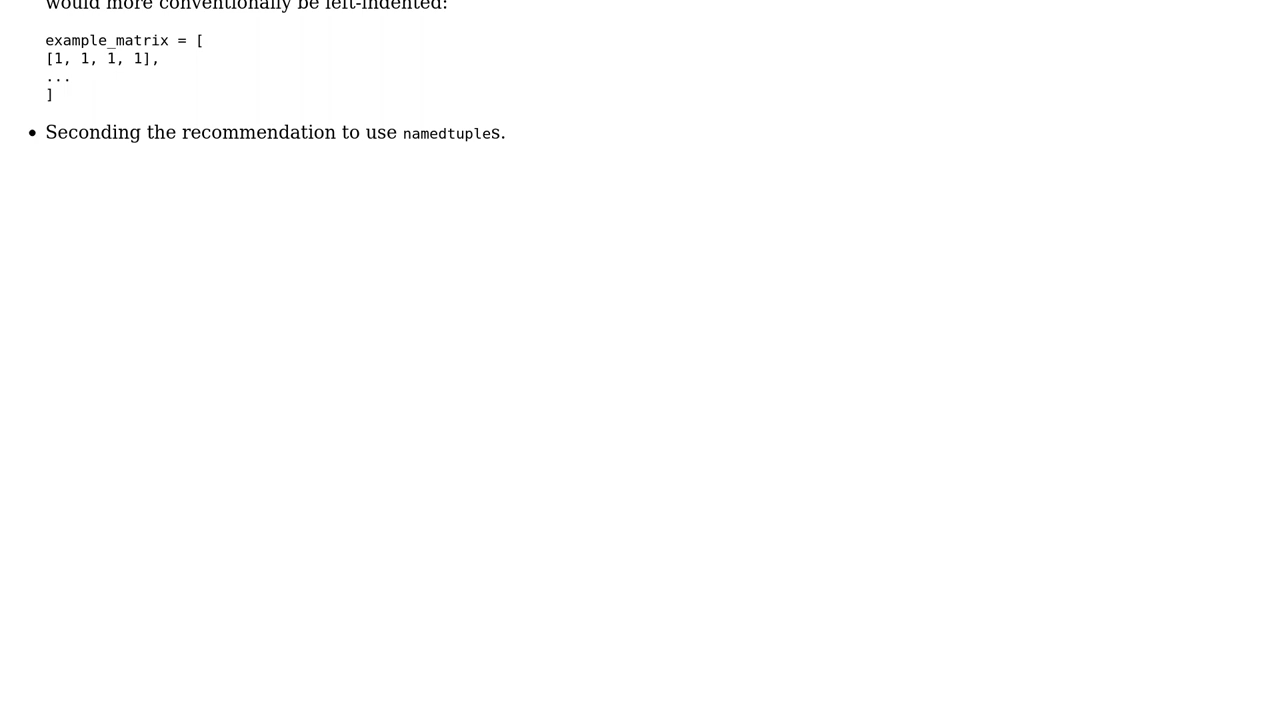 would more conventionally be left-indented:
example_matrix = [
[1, 1, 1, 1],
...
]
• Seconding the recommendation to use namedtuples.